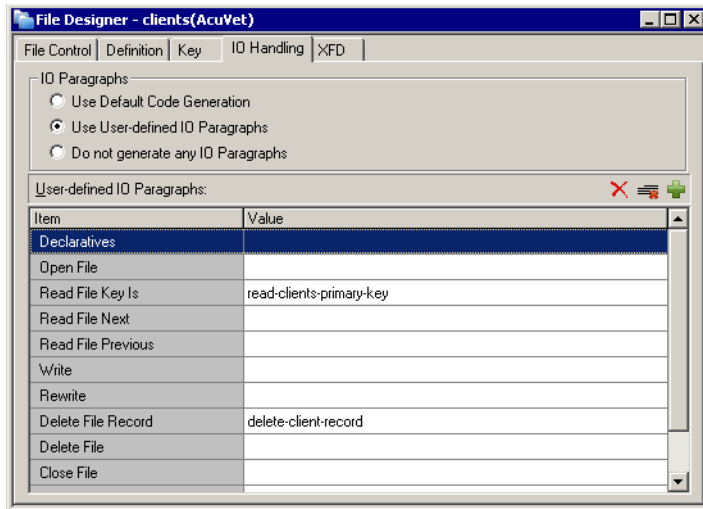 File Designer - clients(AcuVet)
File Control Definition Key IO Handling XFD
IO Paragraphs
Use Default Code Generation
Use User-defined IO Paragraphs
Do not generate any IO Paragraphs
User-defined IO Paragraphs:
Item Value
Declaratives
Open File
Read File Key Is read-clients-primary-key
Read File Next
Read File Previous
Write
Rewrite
Delete File Record delete-client-record
Delete File
Close File